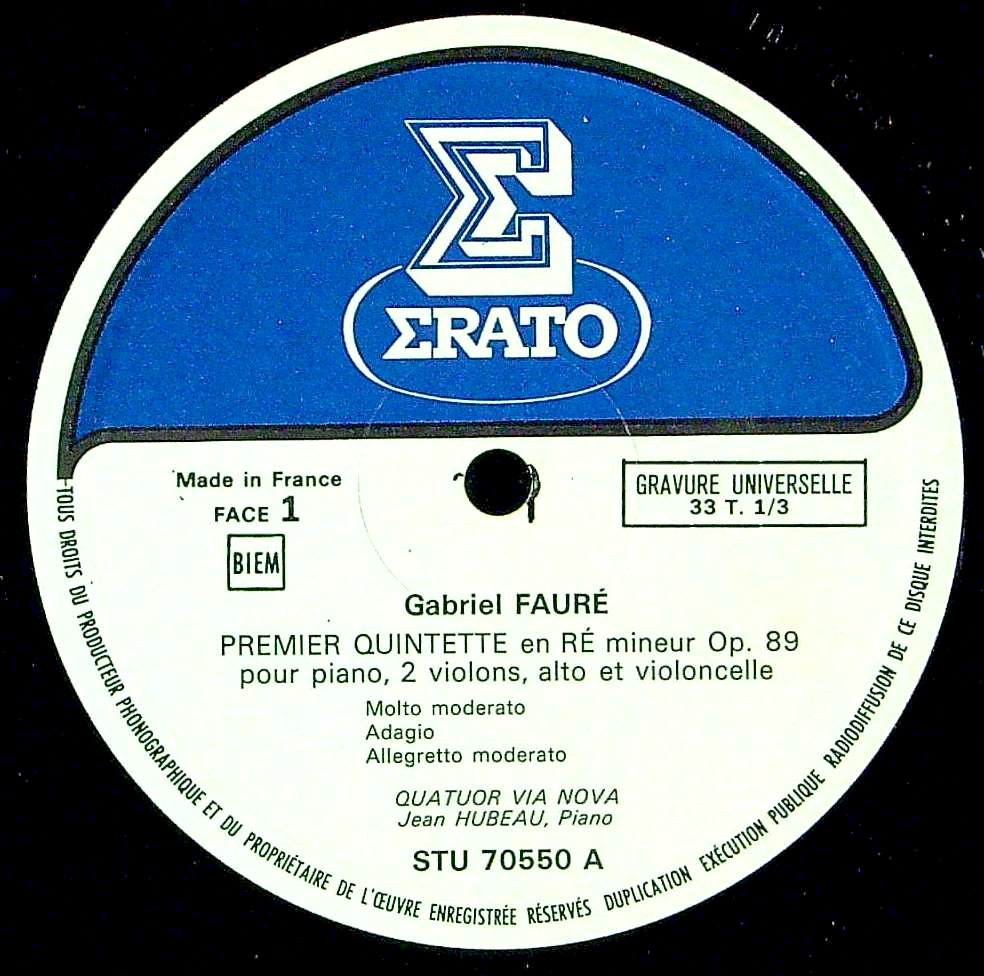 Σ
ΣRATO
Made in France
FACE 1
BIEM
GRAVURE UNIVERSELLE
33 T. 1/3
Gabriel FAURÉ
PREMIER QUINTETTE en RÉ mineur Op. 89
pour piano, 2 violons, alto et violoncelle
Molto moderato
Adagio
Allegretto moderato
QUATUOR VIA NOVA
Jean HUBEAU, Piano
STU 70550 A
TOUS DROITS DU PRODUCTEUR PHONOGRAPHIQUE ET DU PROPRIÉTAIRE DE L'ŒUVRE ENREGISTRÉE RÉSERVÉS DUPLICATION EXÉCUTION PUBLIQUE RADIODIFFUSION DE CE DISQUE INTERDITES